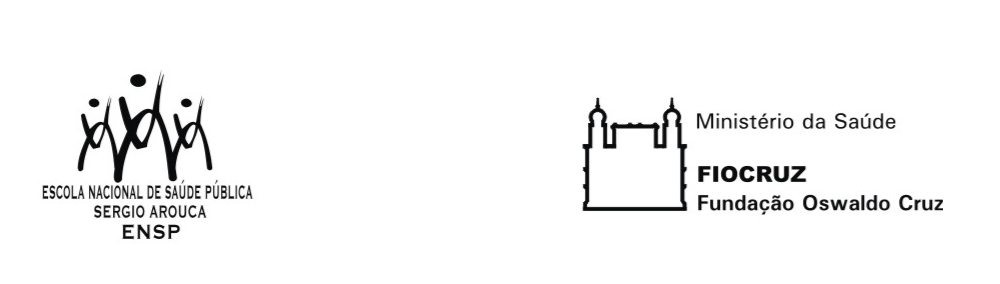 ESCOLA NACIONAL DE SAÚDE PÚBLICA
SERGIO AROUCA
ENSP
Ministério da Saúde
FIOCRUZ
Fundação Oswaldo Cruz